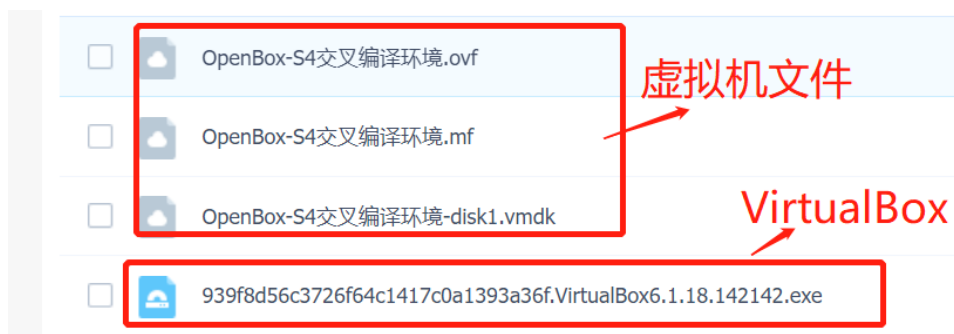 OpenBox-S4交叉编译环境.ovf
虚拟机文件
OpenBox-S4交叉编译环境.mf
OpenBox-S4交叉编译环境-disk1.vmdk
VirtualBox
939f8d56c3726f64c1417c0a1393a36f.VirtualBox6.1.18.142142.exe